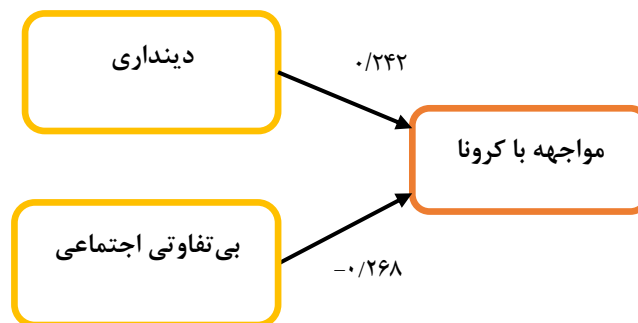 دینداری
۰/۲۴۲
مواجهه با کرونا
بی‌تفاوتی اجتماعی
–۰/۲۶۸